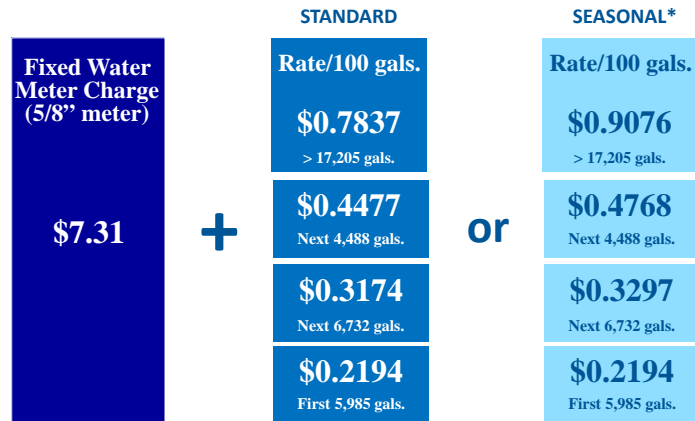 STANDARD
SEASONAL*
Fixed Water
Meter Charge
(5/8” meter)
$7.31
+
Rate/100 gals.
$0.7837
> 17,205 gals.
$0.4477
Next 4,488 gals.
$0.3174
Next 6,732 gals.
$0.2194
First 5,985 gals.
or
Rate/100 gals.
$0.9076
> 17,205 gals.
$0.4768
Next 4,488 gals.
$0.3297
Next 6,732 gals.
$0.2194
First 5,985 gals.